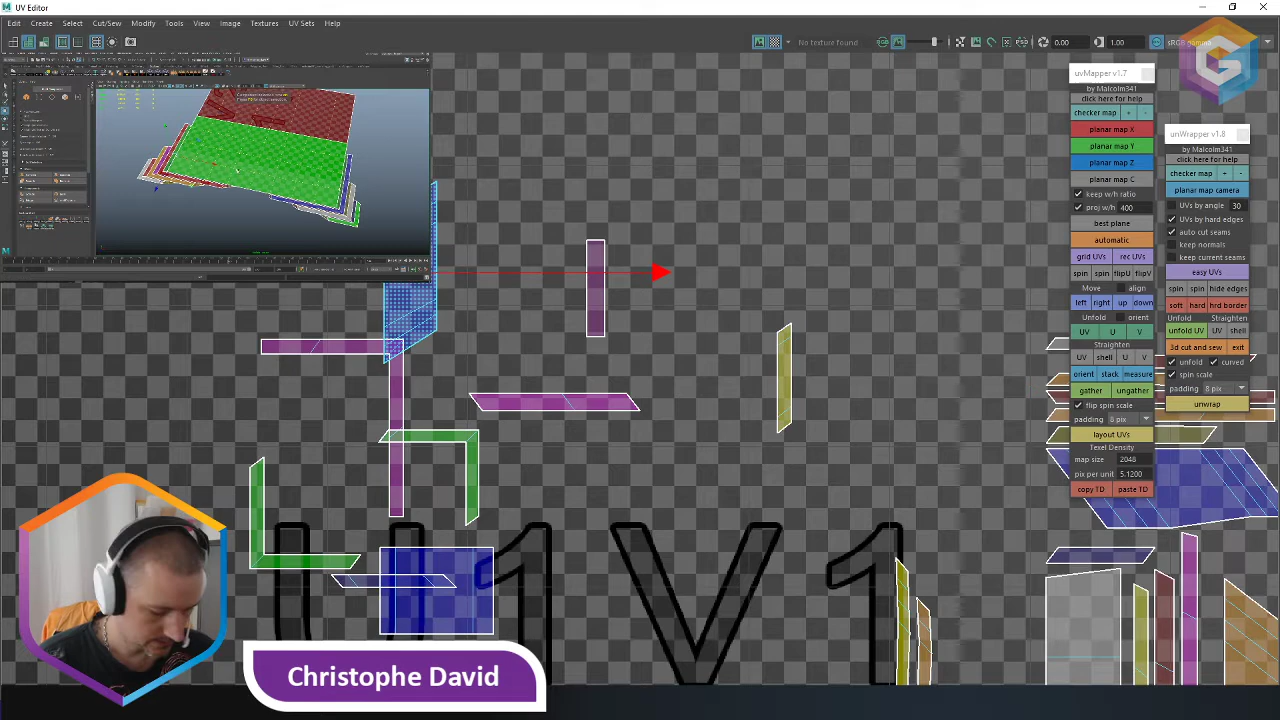 UV Editor
Edit Create Select Cut/Sew Modify Tools View Image Textures UV Sets Help
No texture found
0.00
1.00
sRGB gamma
uvMapper v1.7
by Malcolm341
click here for help
checker map + -
planar map X
planar map Y
planar map Z
planar map C
keep w/h ratio
proj w/h 400
best plane
automatic
grid UVs rec UVs
spin spin flipU flipV
Move align
left right up down
Unfold orient
UV U V
Straighten
UV shell U V
orient stack measure
gather ungather
flip spin scale
padding 8 pix
layout UVs
Texel Density
map size 2048
pix per unit 5.1200
copy TD paste TD
unWrapper v1.8
by Malcolm341
click here for help
checker map + -
planar map camera
UVs by angle 30
UVs by hard edges
auto cut seams
keep normals
keep current seams
easy UVs
spin spin hide edges
soft hard hrd border
Unfold Straighten
unfold UV UV shell
3d cut and sew exit
unfold curved
spin scale
padding 8 pix
unwrap
U1V1
Christophe David